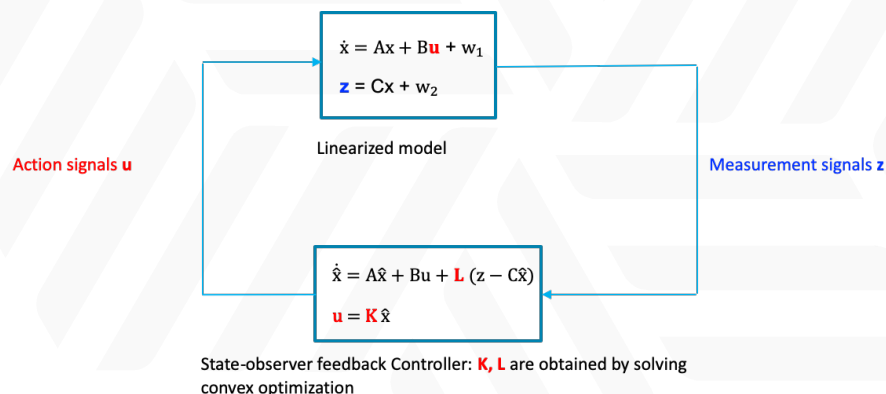 ẋ = Ax + Bu + w₁
z = Cx + w₂
Linearized model
Action signals u
Measurement signals z
x̂̇ = Ax̂ + Bu + L (z – Cx̂)
u = K x̂
State-observer feedback Controller: K, L are obtained by solving
convex optimization